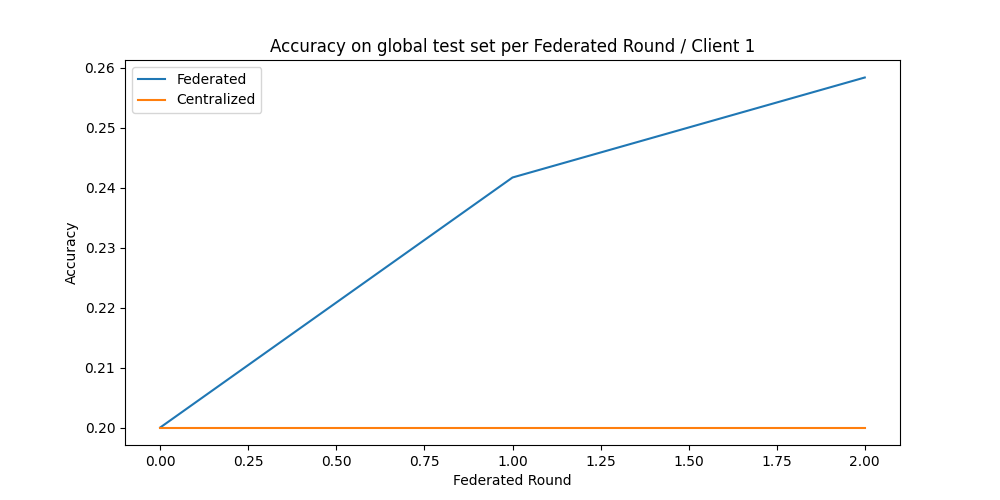 Accuracy on global test set per Federated Round / Client 1
Federated
Centralized
Accuracy
0.26
0.25
0.24
0.23
0.22
0.21
0.20
0.00 0.25 0.50 0.75 1.00 1.25 1.50 1.75 2.00
Federated Round